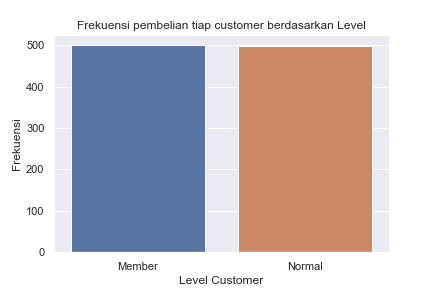 Frekuensi pembelian tiap customer berdasarkan Level
500
400
300
200
100
0
Frekuensi
Member Normal
Level Customer